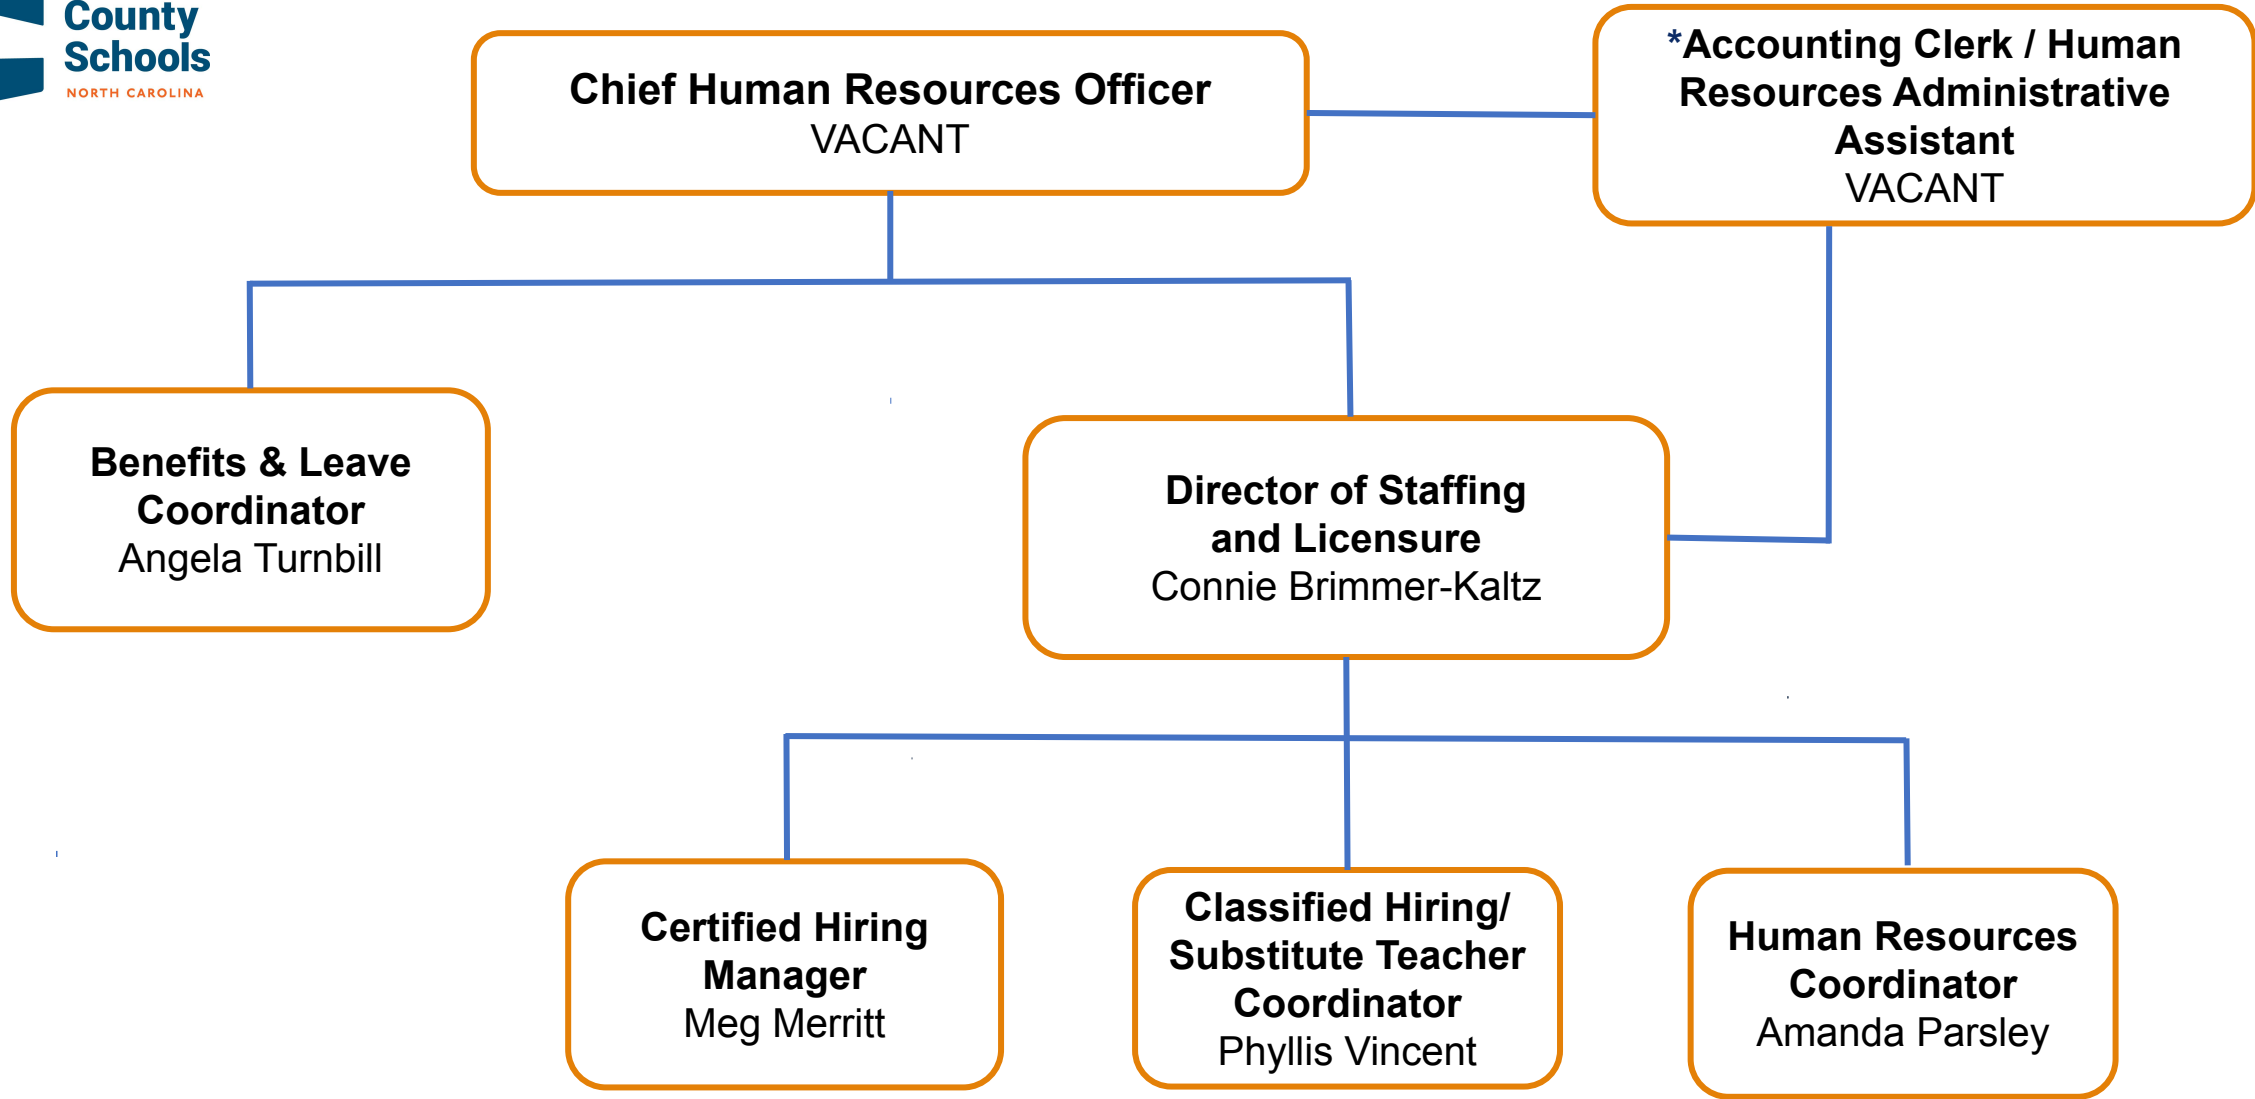 County
Schools
NORTH CAROLINA
Chief Human Resources Officer
VACANT
*Accounting Clerk / Human
Resources Administrative
Assistant
VACANT
Benefits & Leave
Coordinator
Angela Turnbill
Director of Staffing
and Licensure
Connie Brimmer-Kaltz
Certified Hiring
Manager
Meg Merritt
Classified Hiring/
Substitute Teacher
Coordinator
Phyllis Vincent
Human Resources
Coordinator
Amanda Parsley